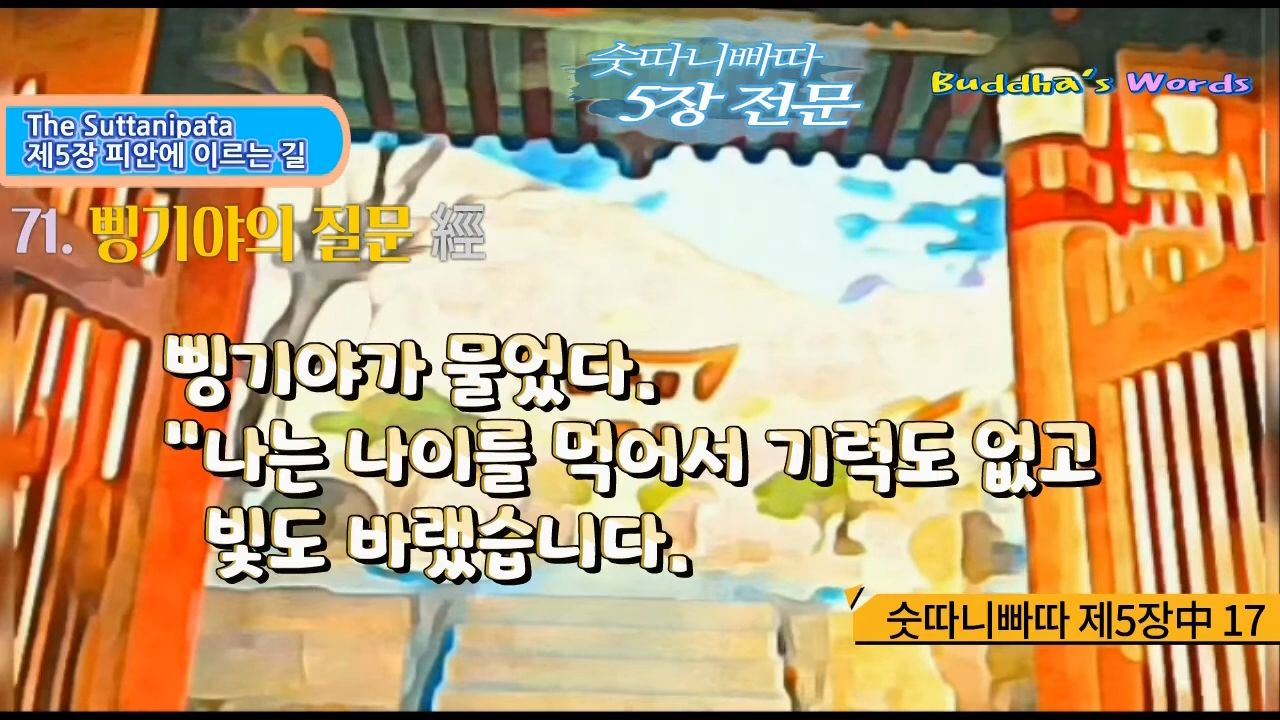 숫따니빠따
5장 전문
Buddha's Words
The Suttanipata
제5장 피안에 이르는 길
71. 삥기야의 질문 經
삥기야가 물었다.
"나는 나이를 먹어서 기력도 없고
빛도 바랬습니다.
숫따니빠따 제5장中 17